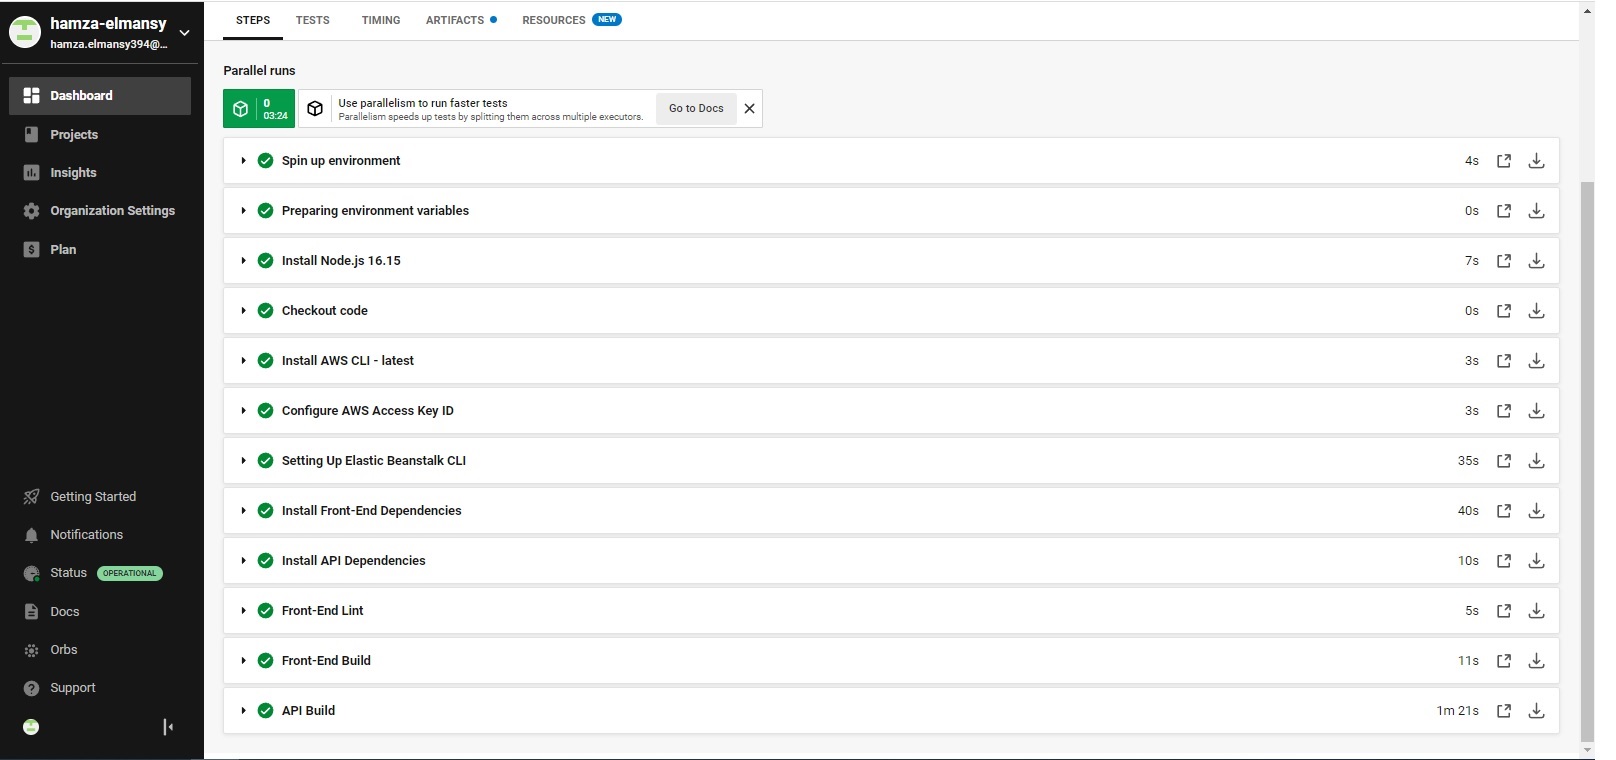 hamza-elmansy
hamza.elmansy394@...
Dashboard
Projects
Insights
Organization Settings
Plan
Getting Started
Notifications
Status OPERATIONAL
Docs
Orbs
Support
STEPS TESTS TIMING ARTIFACTS RESOURCES NEW
Parallel runs
0
03:24
Use parallelism to run faster tests
Parallelism speeds up tests by splitting them across multiple executors.
Go to Docs
Spin up environment 4s
Preparing environment variables 0s
Install Node.js 16.15 7s
Checkout code 0s
Install AWS CLI - latest 3s
Configure AWS Access Key ID 3s
Setting Up Elastic Beanstalk CLI 35s
Install Front-End Dependencies 40s
Install API Dependencies 10s
Front-End Lint 5s
Front-End Build 11s
API Build 1m 21s